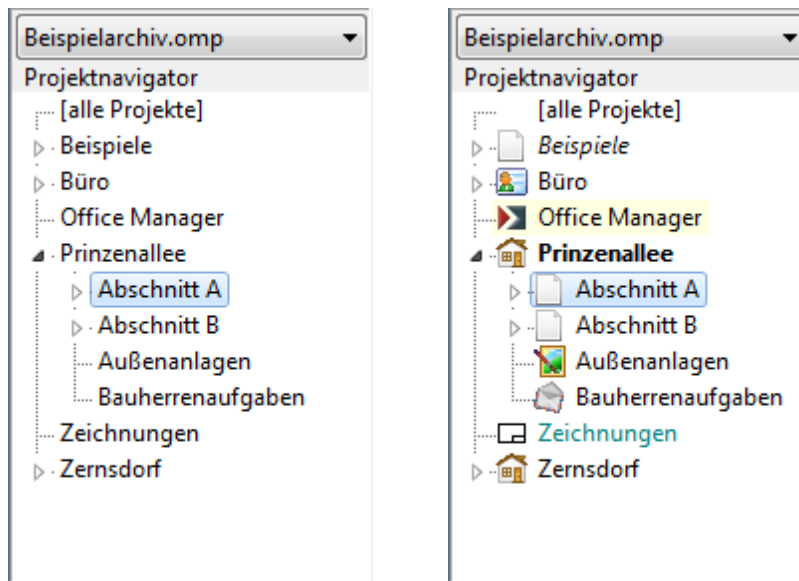 Beispielarchiv.omp
Projektnavigator
[alle Projekte]
Beispiele
Büro
Office Manager
Prinzenallee
Abschnitt A
Abschnitt B
Außenanlagen
Bauherrenaufgaben
Zeichnungen
Zernsdorf
Beispielarchiv.omp
Projektnavigator
[alle Projekte]
Beispiele
Büro
Office Manager
Prinzenallee
Abschnitt A
Abschnitt B
Außenanlagen
Bauherrenaufgaben
Zeichnungen
Zernsdorf